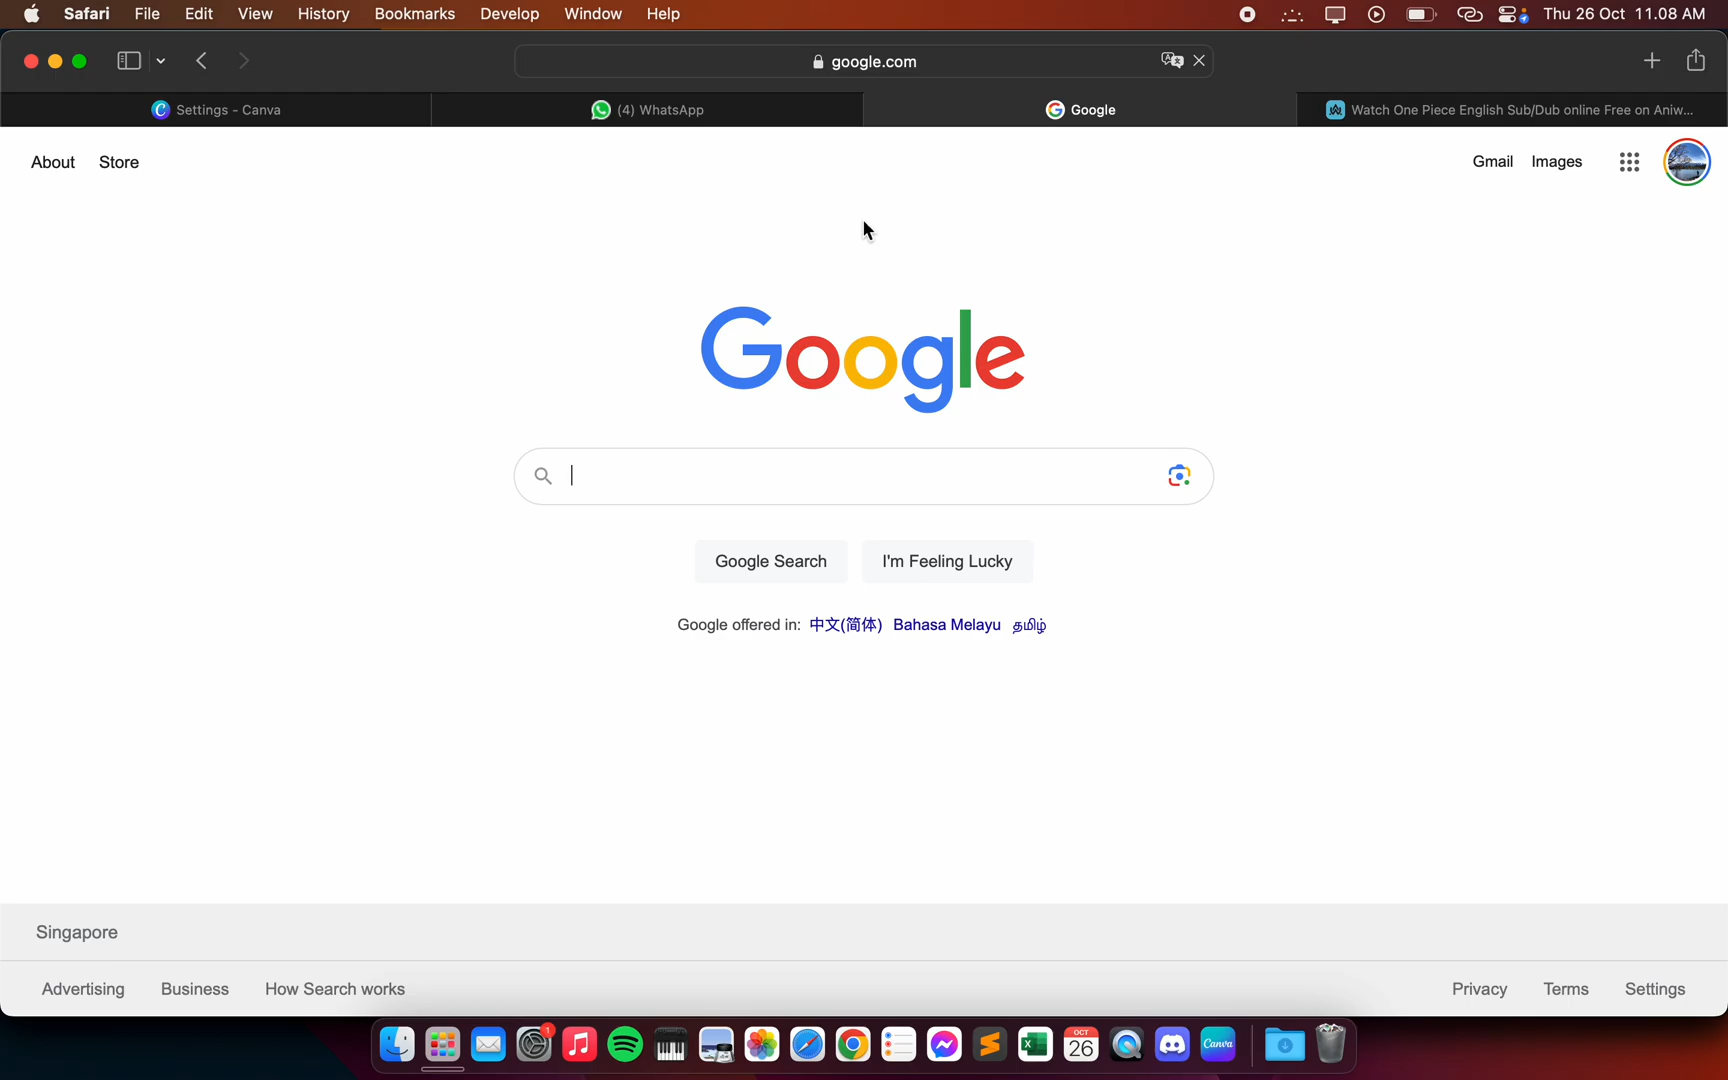 Safari File Edit View History Bookmarks Develop Window Help Thu 26 Oct 11.08 AM
google.com
Settings - Canva (4) WhatsApp Google Watch One Piece English Sub/Dub online Free on Aniw...
About Store Gmail Images
Google
Google Search I'm Feeling Lucky
Google offered in: 中文(简体) Bahasa Melayu தமிழ்
Singapore
Advertising Business How Search works Privacy Terms Settings
1 OCT 26 Canva